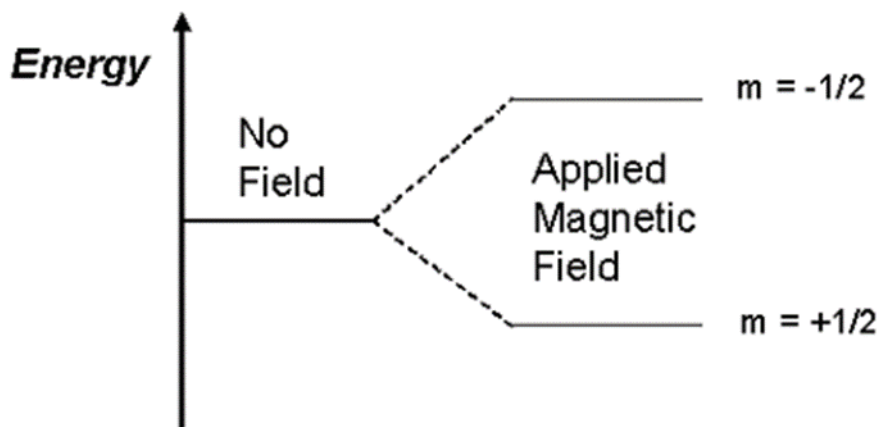 Energy
No
Field
Applied
Magnetic
Field
m = -1/2
m = +1/2